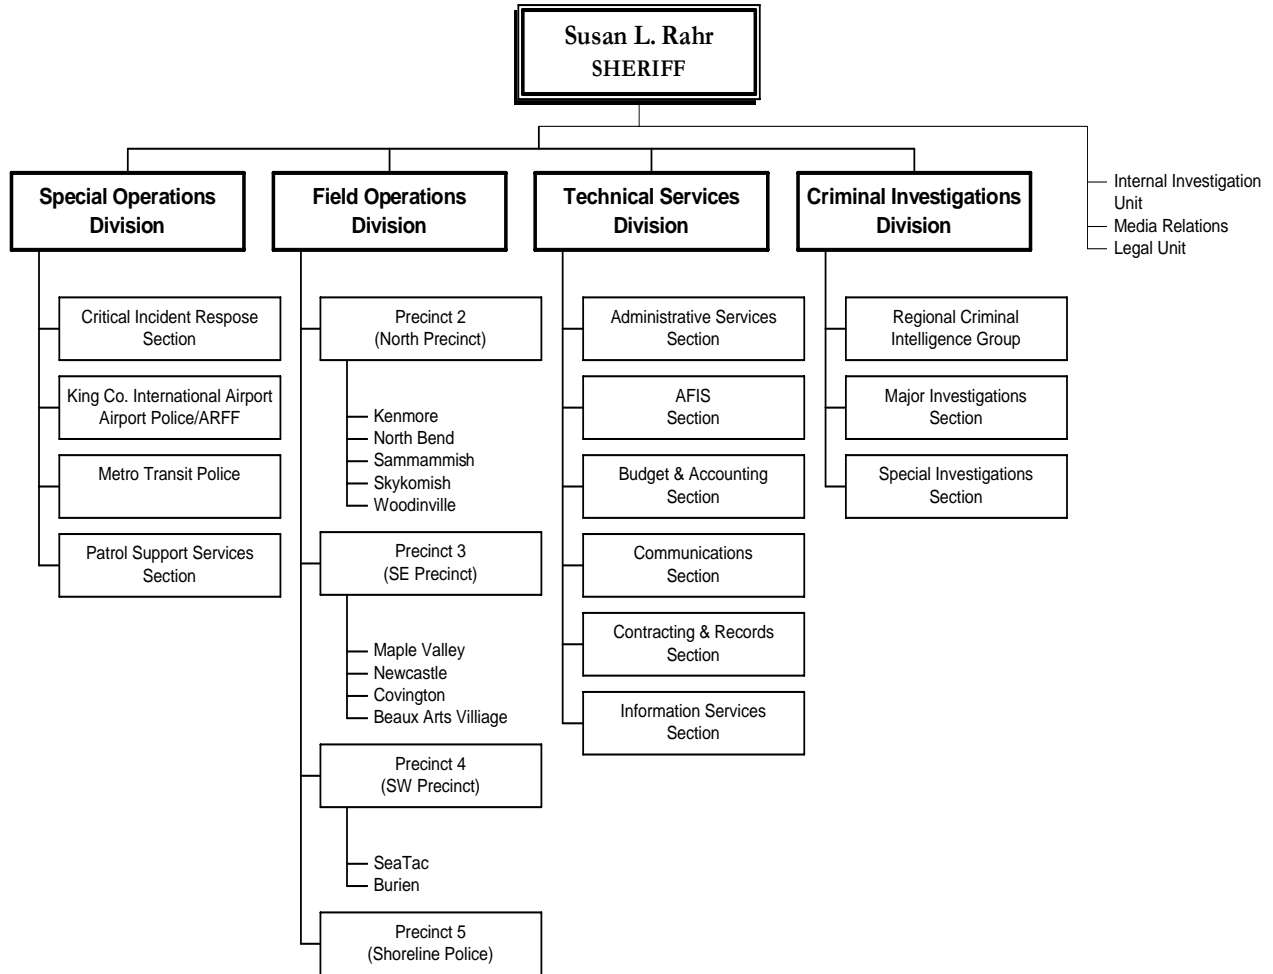 Susan L. Rahr
SHERIFF
Special Operations
Division
Field Operations
Division
Technical Services
Division
Criminal Investigations
Division
Internal Investigation
Unit
Media Relations
Legal Unit
Critical Incident Respose
Section
King Co. International Airport
Airport Police/ARFF
Metro Transit Police
Patrol Support Services
Section
Precinct 2
(North Precinct)
Kenmore
North Bend
Sammammish
Skykomish
Woodinville
Precinct 3
(SE Precinct)
Maple Valley
Newcastle
Covington
Beaux Arts Villiage
Precinct 4
(SW Precinct)
SeaTac
Burien
Precinct 5
(Shoreline Police)
Administrative Services
Section
AFIS
Section
Budget & Accounting
Section
Communications
Section
Contracting & Records
Section
Information Services
Section
Regional Criminal
Intelligence Group
Major Investigations
Section
Special Investigations
Section